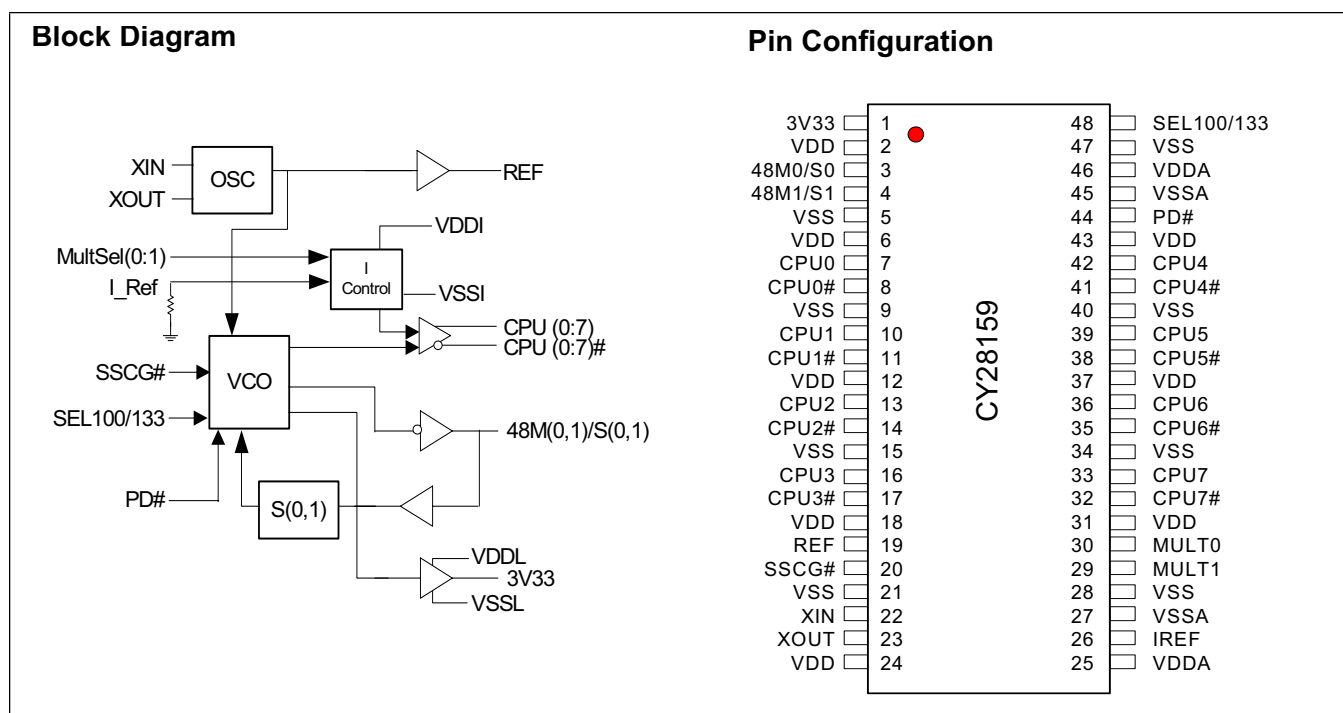 Block Diagram
XIN
XOUT
OSC
REF
MultSel(0:1)
I_Ref
VDDI
I
Control
VSSI
CPU (0:7)
CPU (0:7)#
SSCG#
VCO
SEL100/133
48M(0,1)/S(0,1)
PD#
S(0,1)
VDDL
3V33
VSSL
Pin Configuration
3V33 1 48 SEL100/133
VDD 2 47 VSS
48M0/S0 3 46 VDDA
48M1/S1 4 45 VSSA
VSS 5 44 PD#
VDD 6 43 VDD
CPU0 7 42 CPU4
CPU0# 8 41 CPU4#
VSS 9 40 VSS
CPU1 10 39 CPU5
CPU1# 11 38 CPU5#
VDD 12 37 VDD
CPU2 13 36 CPU6
CPU2# 14 35 CPU6#
VSS 15 34 VSS
CPU3 16 33 CPU7
CPU3# 17 32 CPU7#
VDD 18 31 VDD
REF 19 30 MULT0
SSCG# 20 29 MULT1
VSS 21 28 VSS
XIN 22 27 VSSA
XOUT 23 26 IREF
VDD 24 25 VDDA
CY28159